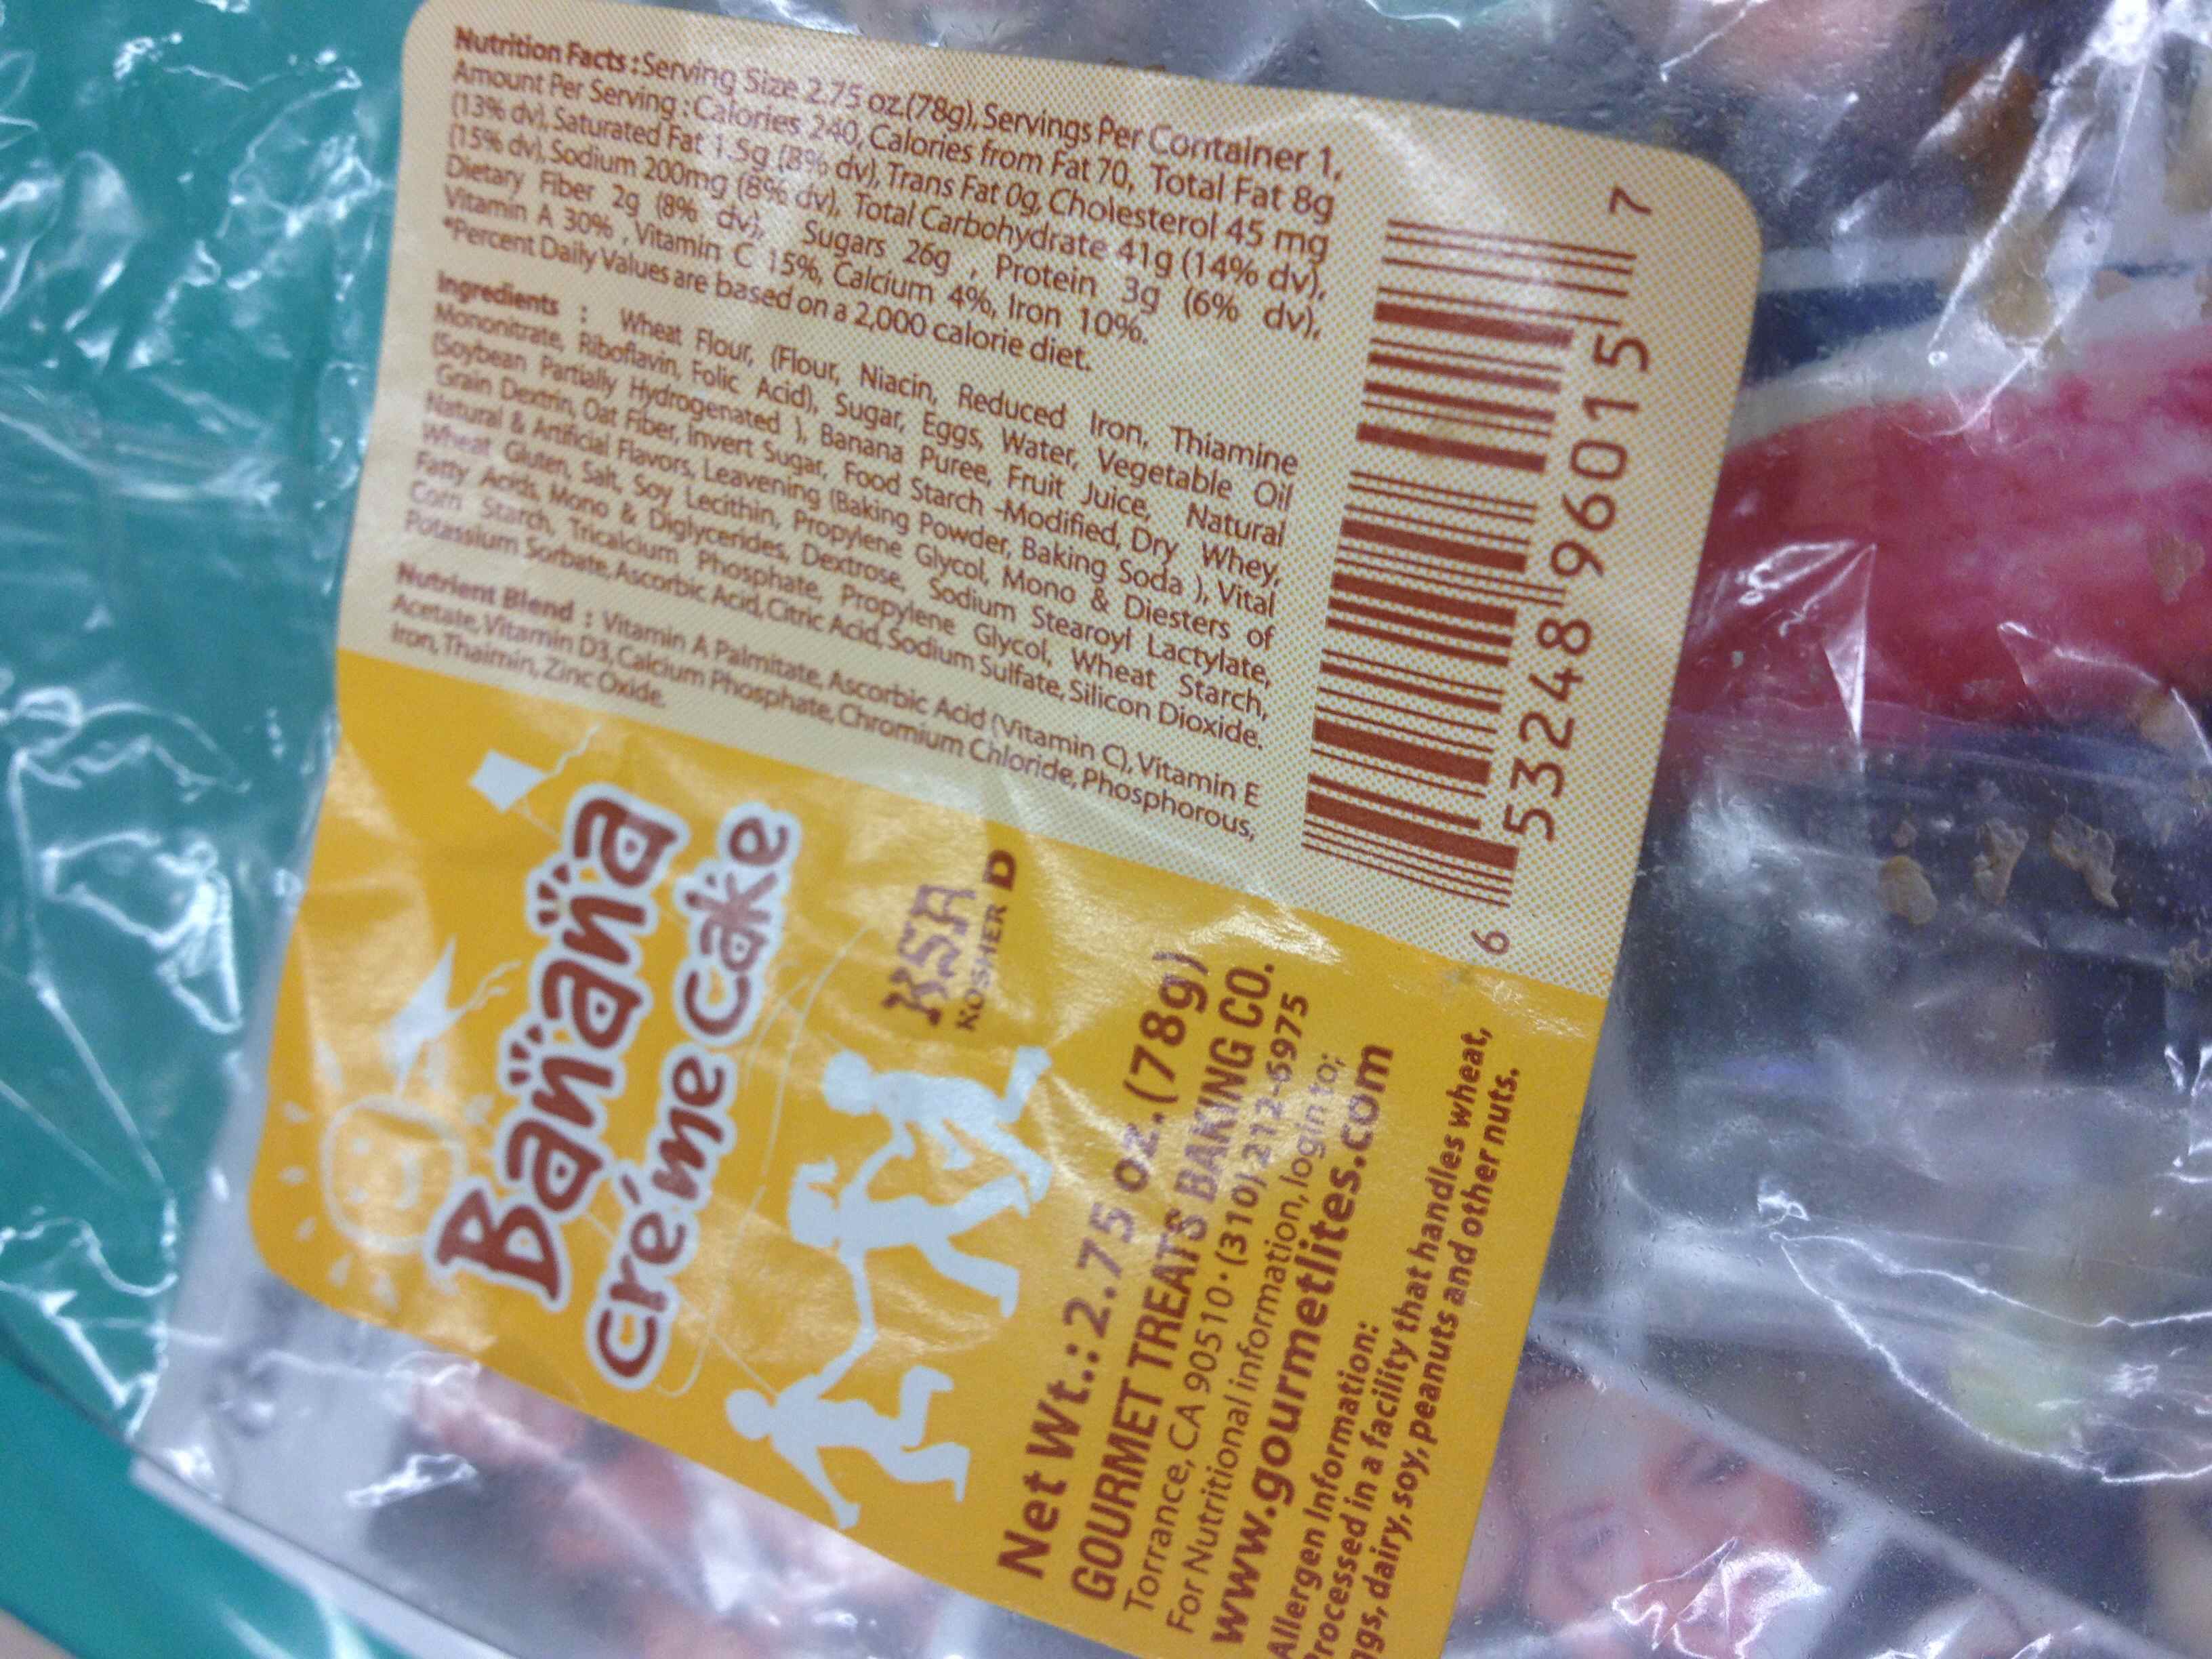 Banana
créme cake
KSA
KOSHER D
Net Wt.: 2.75 oz. (78g)
GOURMET TREATS BAKING CO.
Torrance, CA 90510 • (310) 212-6975
For Nutritional information, login to;
www.gourmetlites.com
Allergen Information:
Processed in a facility that handles wheat,
ggs, dairy, soy, peanuts and other nuts.
6 53248 96015 7
Nutrition Facts: Serving Size 2.75 oz (78g), Servings Per Container 1,
Amount Per Serving: Calories 240, Calories from Fat 70, Total Fat 8g
(13% dv), Saturated Fat 1.5g (8% dv), Trans Fat 0g, Cholesterol 45 mg
(15% dv), Sodium 200mg (8% dv), Total Carbohydrate 41g (14% dv),
Dietary Fiber 2g (8% dv), Sugars 26g , Protein 3g (6% dv),
Vitamin A 30% , Vitamin C 15%, Calcium 4%, Iron 10%.
*Percent Daily Values are based on a 2,000 calorie diet.
Ingredients : Wheat Flour, (Flour, Niacin, Reduced Iron, Thiamine
Mononitrate, Riboflavin, Folic Acid), Sugar, Eggs, Water, Vegetable Oil
(Soybean Partially Hydrogenated ), Banana Puree, Fruit Juice, Natural
Grain Dextrin, Oat Fiber, Invert Sugar, Food Starch -Modified, Dry Whey,
Natural & Artificial Flavors, Leavening (Baking Powder, Baking Soda ), Vital
Wheat Gluten, Salt, Soy Lecithin, Propylene Glycol, Mono & Diesters of
Fatty Acids, Mono & Diglycerides, Dextrose, Sodium Stearoyl Lactylate,
Corn Starch, Tricalcium Phosphate, Propylene Glycol, Wheat Starch,
Potassium Sorbate, Ascorbic Acid, Citric Acid, Sodium Sulfate, Silicon Dioxide.
Nutrient Blend : Vitamin A Palmitate, Ascorbic Acid (Vitamin C), Vitamin E
Acetate, Vitamin D3, Calcium Phosphate, Chromium Chloride, Phosphorous,
Iron, Thaimin, Zinc Oxide.